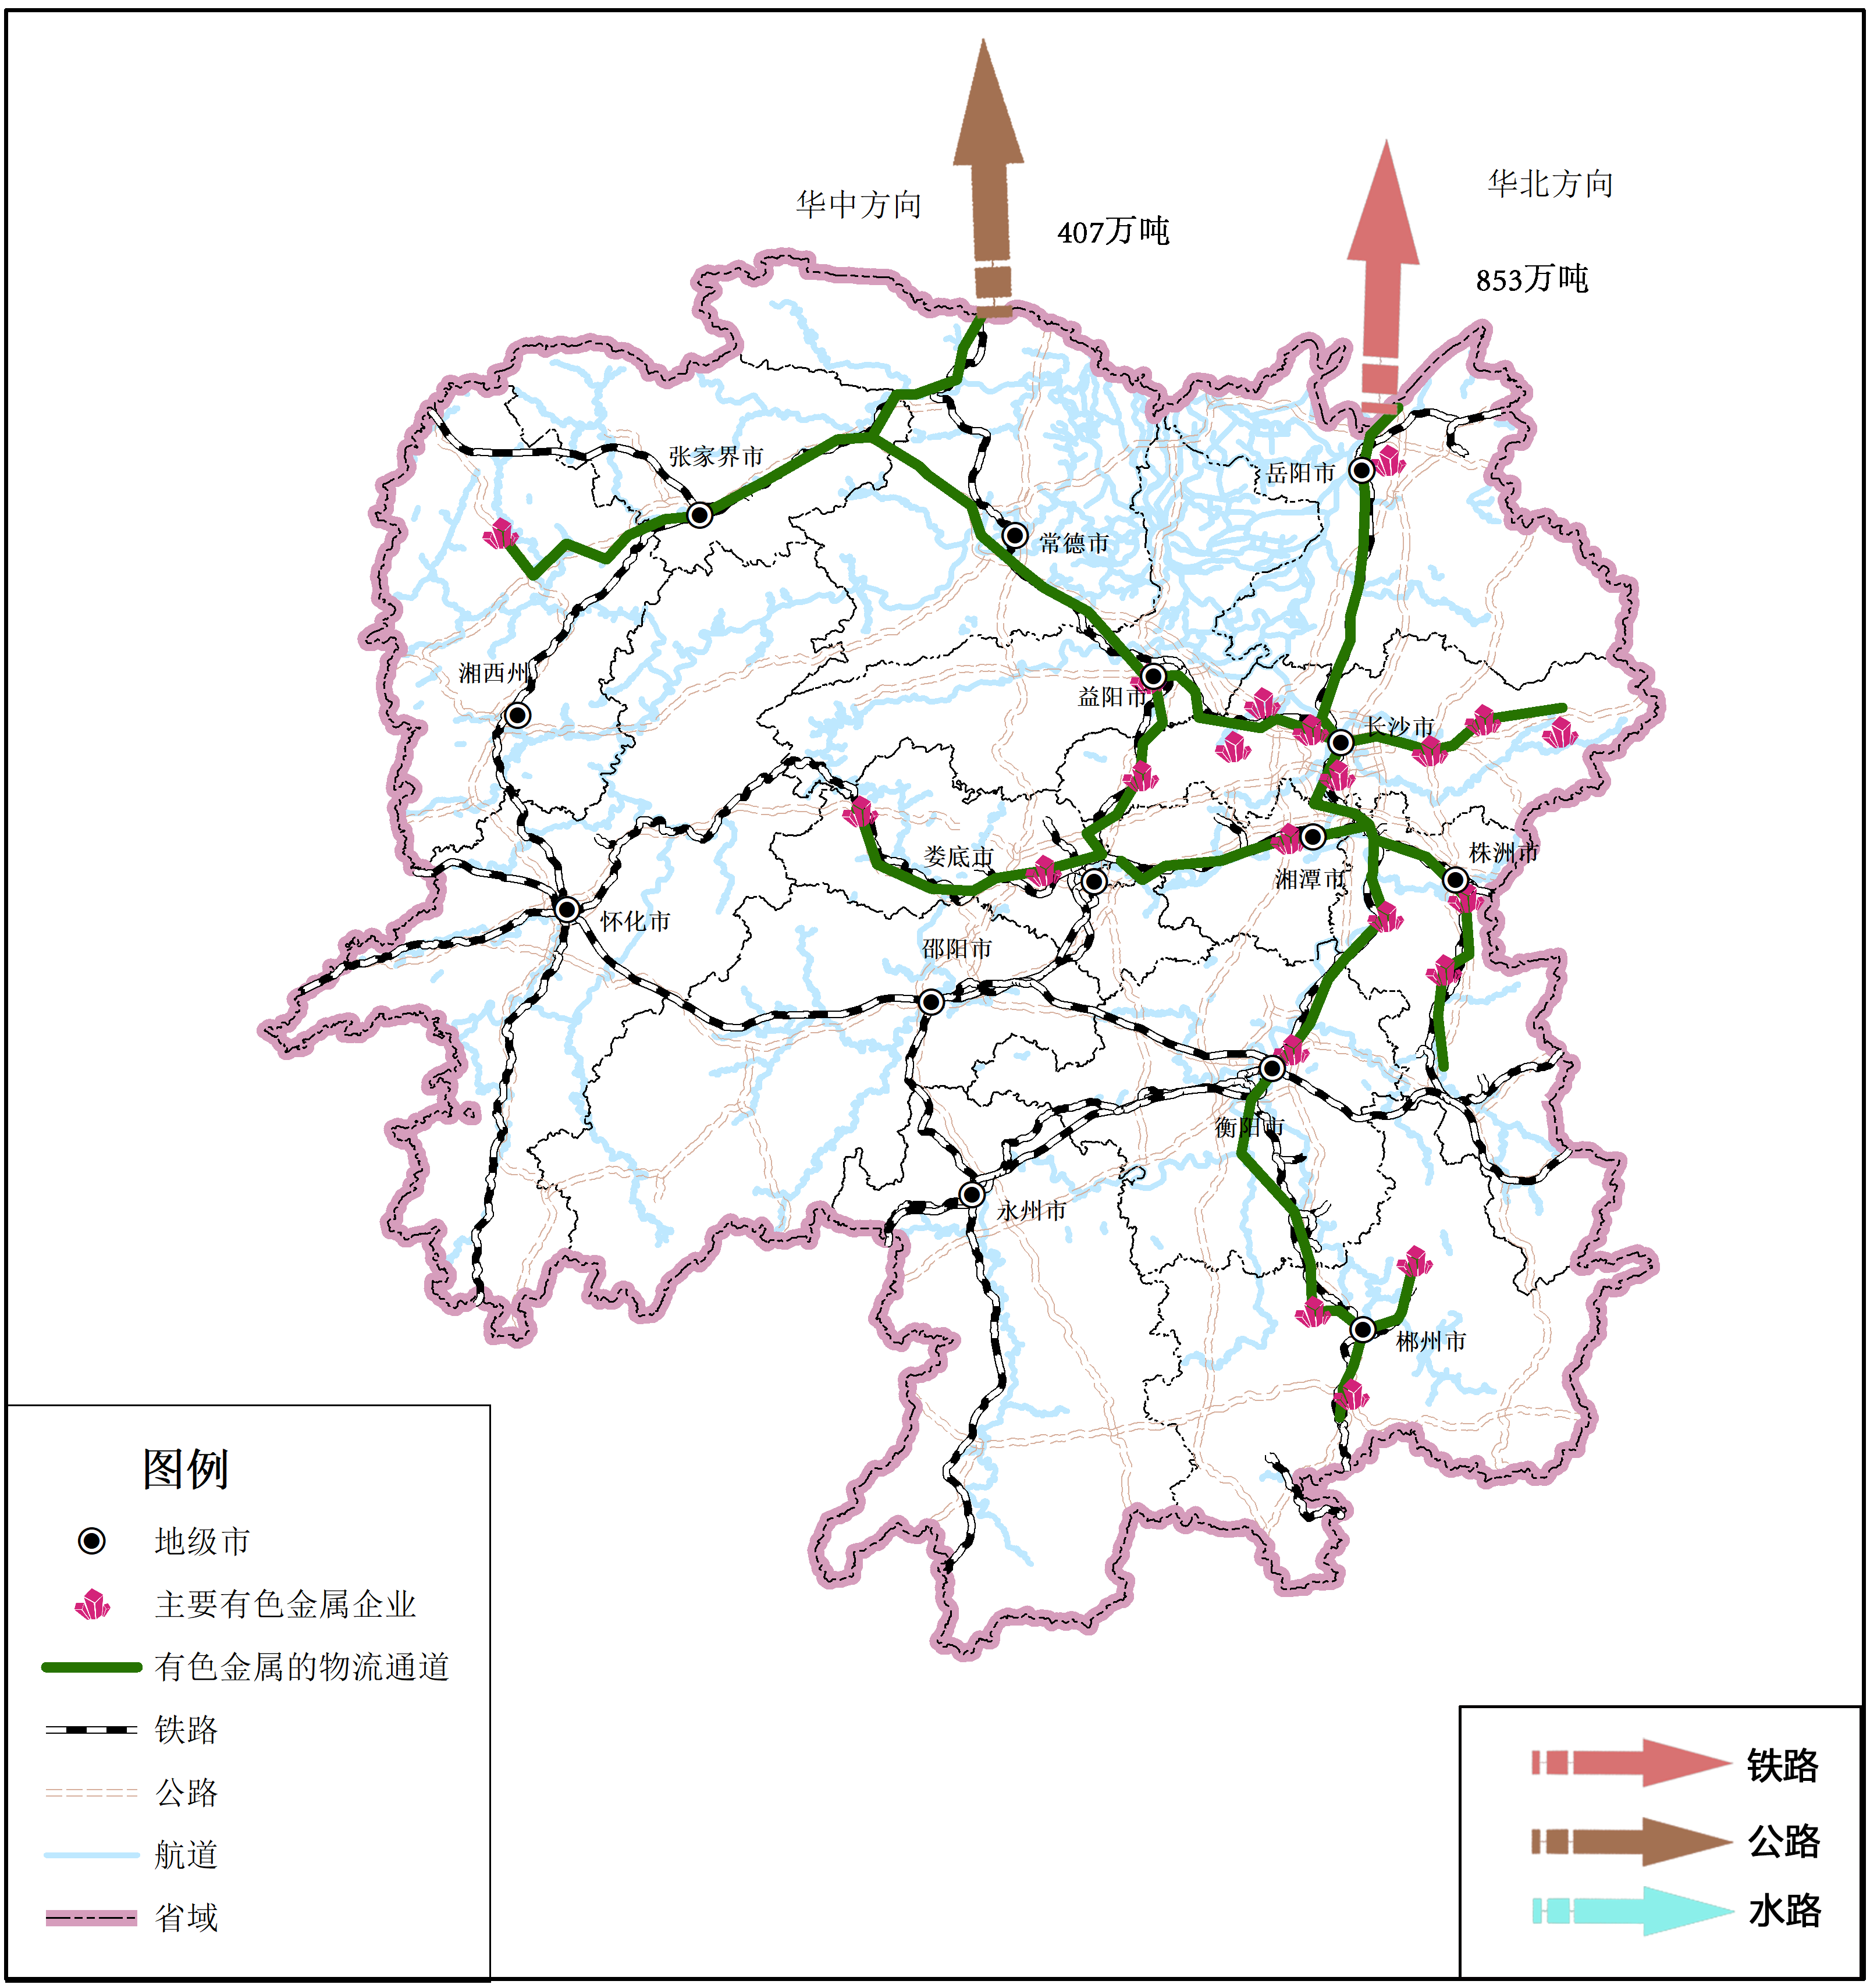 华中方向
407万吨
华北方向
853万吨
张家界市
岳阳市
常德市
湘西州
益阳市
长沙市
娄底市
株洲市
湘潭市
怀化市
邵阳市
衡阳市
永州市
郴州市
图例
地级市
主要有色金属企业
有色金属的物流通道
铁路
公路
航道
省域
铁路
公路
水路